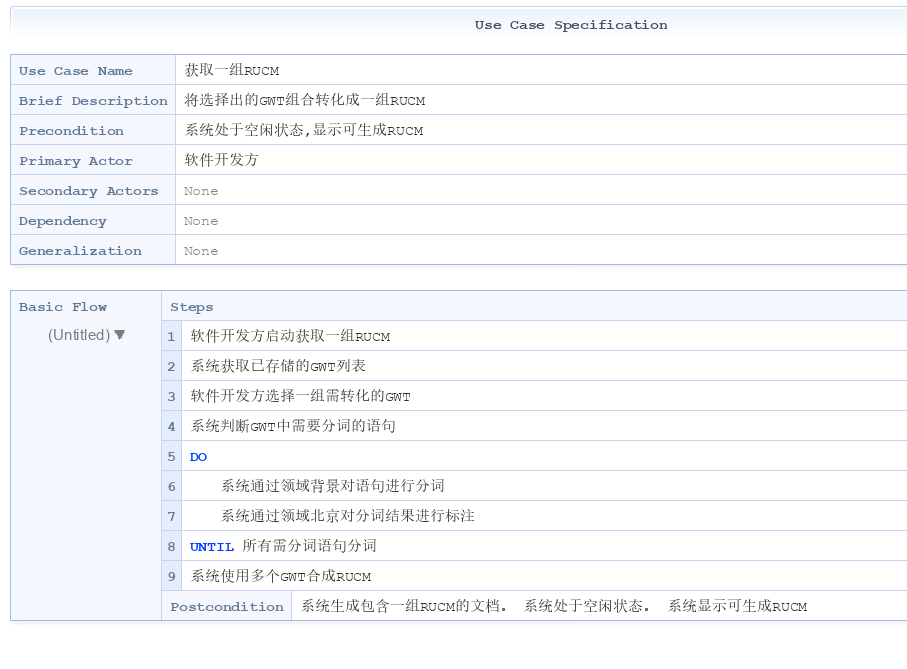 Use Case Specification
Use Case Name 获取一组RUCM
Brief Description 将选择出的GWT组合转化成一组RUCM
Precondition 系统处于空闲状态,显示可生成RUCM
Primary Actor 软件开发方
Secondary Actors None
Dependency None
Generalization None
Basic Flow Steps
(Untitled) ▼ 1 软件开发方启动获取一组RUCM
2 系统获取已存储的GWT列表
3 软件开发方选择一组需转化的GWT
4 系统判断GWT中需要分词的语句
5 DO
6 系统通过领域背景对语句进行分词
7 系统通过领域北京对分词结果进行标注
8 UNTIL 所有需分词语句分词
9 系统使用多个GWT合成RUCM
Postcondition 系统生成包含一组RUCM的文档。 系统处于空闲状态。 系统显示可生成RUCM